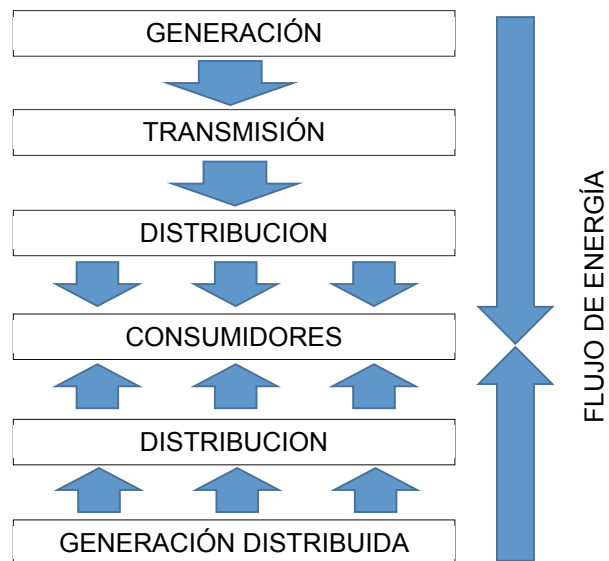 GENERACIÓN
TRANSMISIÓN
DISTRIBUCION
CONSUMIDORES
DISTRIBUCION
GENERACIÓN DISTRIBUIDA
FLUJO DE ENERGÍA